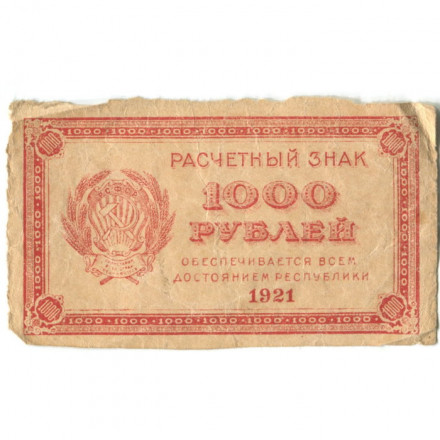 РАСЧЕТНЫЙ ЗНАК
1000
РУБЛЕЙ
ОБЕСПЕЧИВАЕТСЯ ВСЕМ
ДОСТОЯНИЕМ РЕСПУБЛИКИ
1921